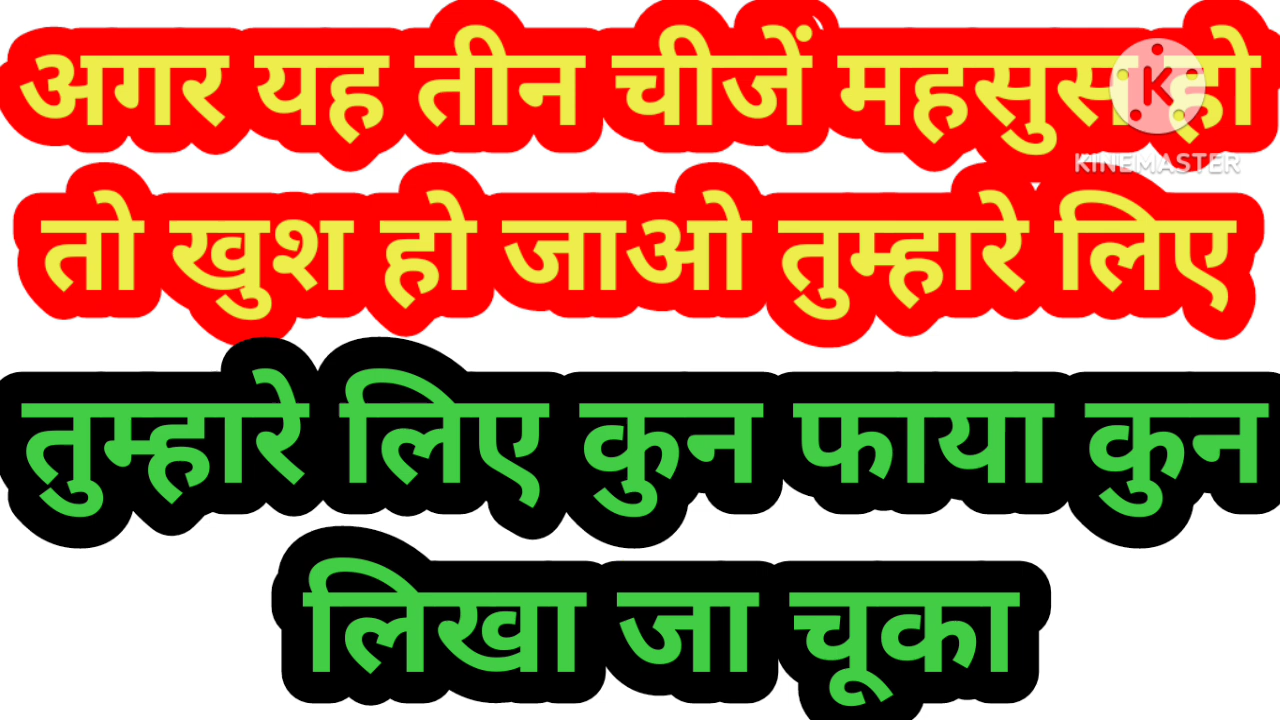 अगर यह तीन चीजें महसुस हो
KINEMASTER
तो खुश हो जाओ तुम्हारे लिए
तुम्हारे लिए कुन फाया कुन
लिखा जा चूका